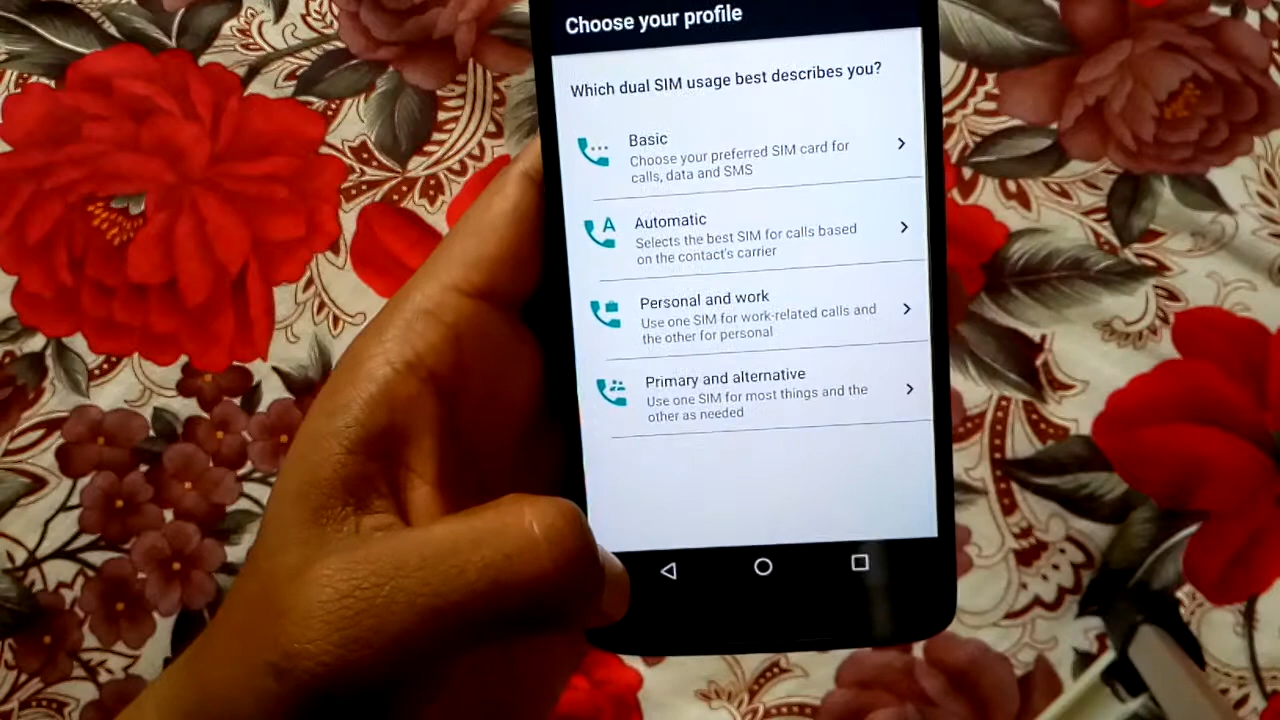 Choose your profile
Which dual SIM usage best describes you?
Basic
Choose your preferred SIM card for
calls, data and SMS
A
Automatic
Selects the best SIM for calls based
on the contact's carrier
Personal and work
Use one SIM for work-related calls and
the other for personal
Primary and alternative
Use one SIM for most things and the
other as needed